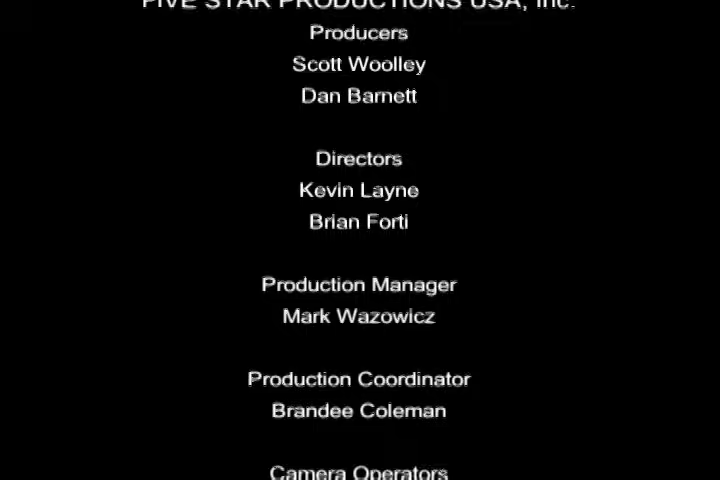 FIVE STAR PRODUCTIONS USA, Inc.
Producers
Scott Woolley
Dan Barnett
Directors
Kevin Layne
Brian Forti
Production Manager
Mark Wazowicz
Production Coordinator
Brandee Coleman
Camera Operators